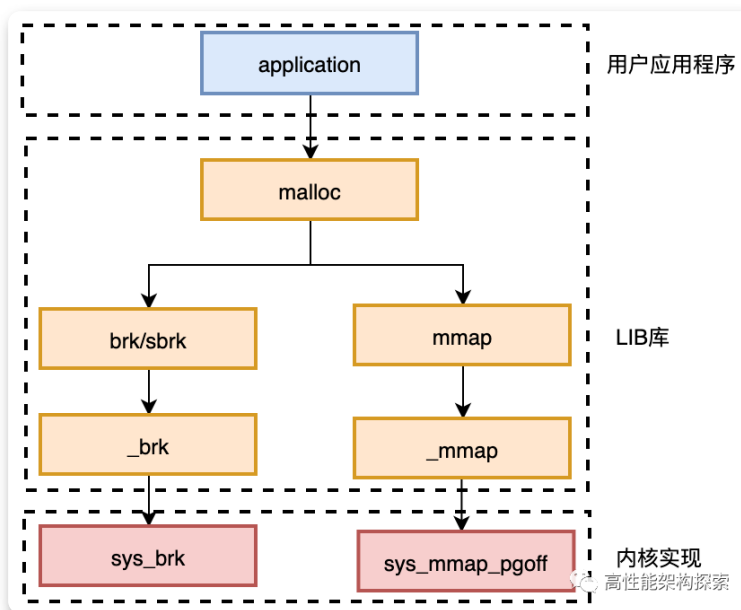 application
用户应用程序
malloc
brk/sbrk
mmap
LIB库
_brk
_mmap
sys_brk
sys_mmap_pgoff
内核实现
高性能架构探索